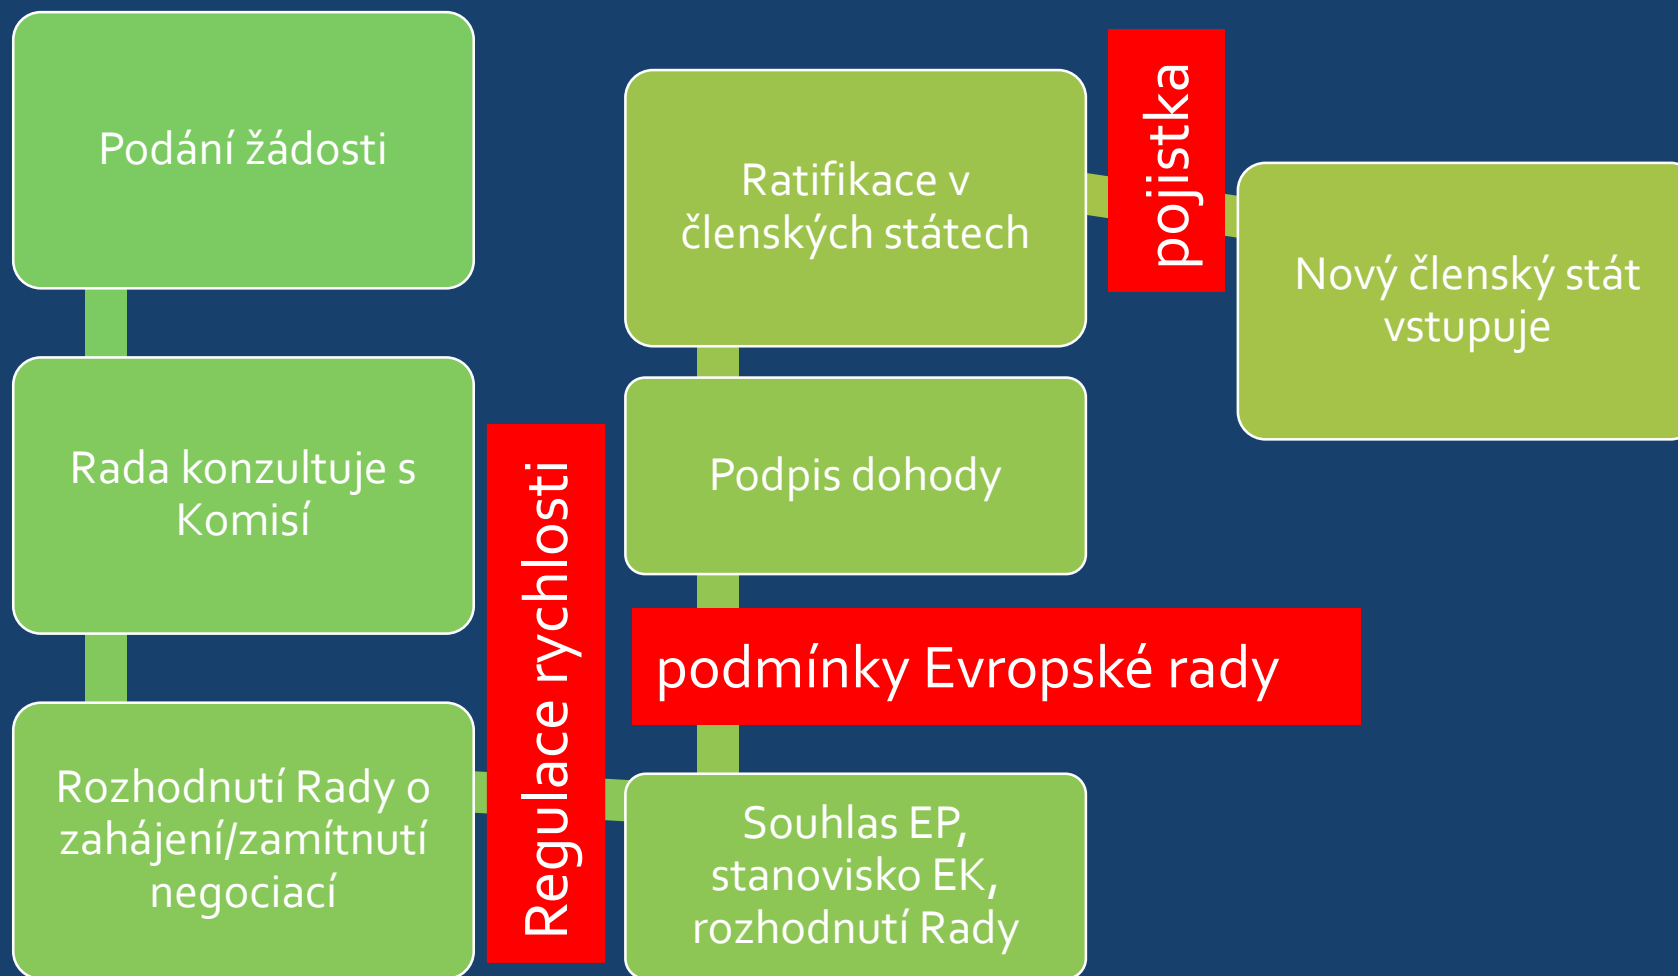 Podání žádosti
Rada konzultuje s
Komisí
Rozhodnutí Rady o
zahájení/zamítnutí
negociací
Regulace rychlosti
Souhlas EP,
stanovisko EK,
rozhodnutí Rady
podmínky Evropské rady
Podpis dohody
Ratifikace v
členských státech
pojistka
Nový členský stát
vstupuje